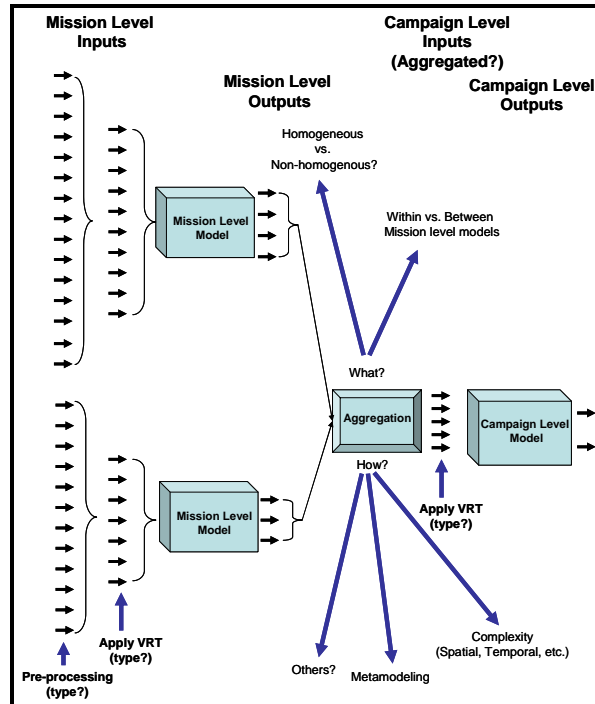 Mission Level
Inputs
Campaign Level
Inputs
(Aggregated?)
Mission Level
Outputs
Campaign Level
Outputs
Homogeneous
vs.
Non-homogenous?
Mission Level
Model
Within vs. Between
Mission level models
What?
Aggregation
Campaign Level
Model
How?
Mission Level
Model
Apply VRT
(type?)
Apply VRT
(type?)
Pre-processing
(type?)
Others?
Metamodeling
Complexity
(Spatial, Temporal, etc.)